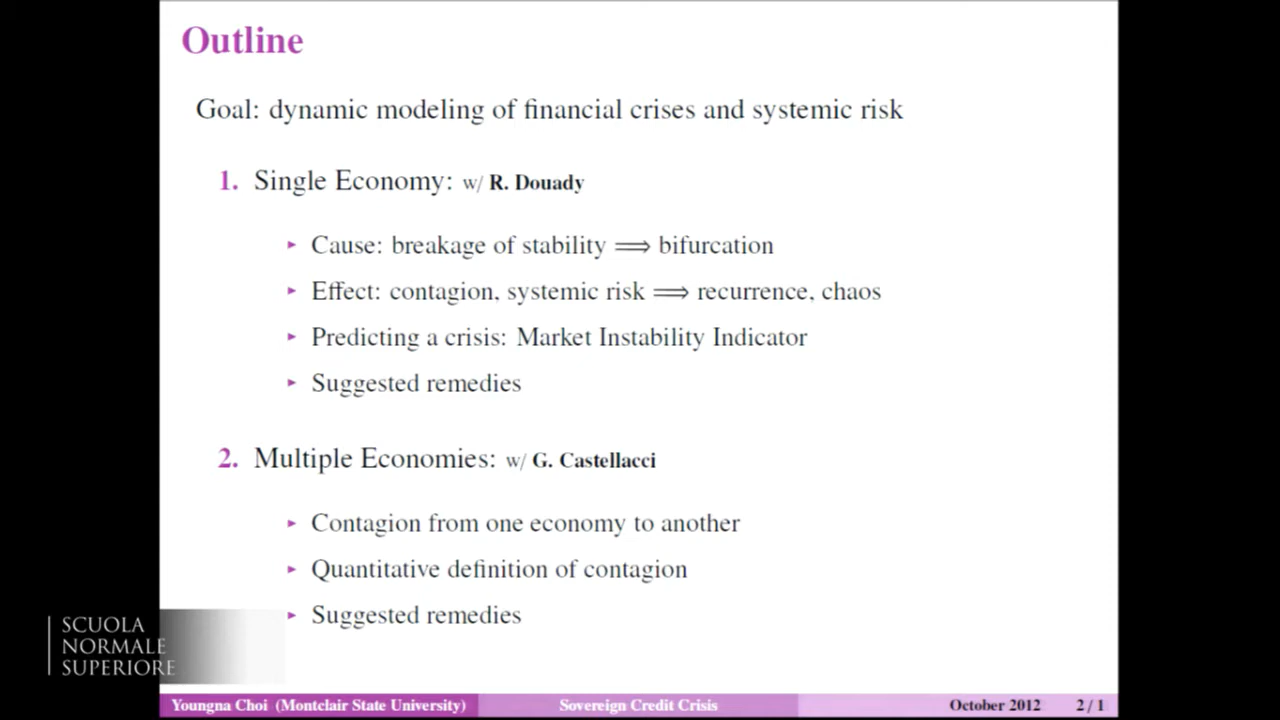 Outline
Goal: dynamic modeling of financial crises and systemic risk
1. Single Economy: w/ R. Douady
▸ Cause: breakage of stability ⟹ bifurcation
▸ Effect: contagion, systemic risk ⟹ recurrence, chaos
▸ Predicting a crisis: Market Instability Indicator
▸ Suggested remedies
2. Multiple Economies: w/ G. Castellacci
▸ Contagion from one economy to another
▸ Quantitative definition of contagion
▸ Suggested remedies
SCUOLA
NORMALE
SUPERIORE
Youngna Choi (Montclair State University) Sovereign Credit Crisis October 2012 2 / 1